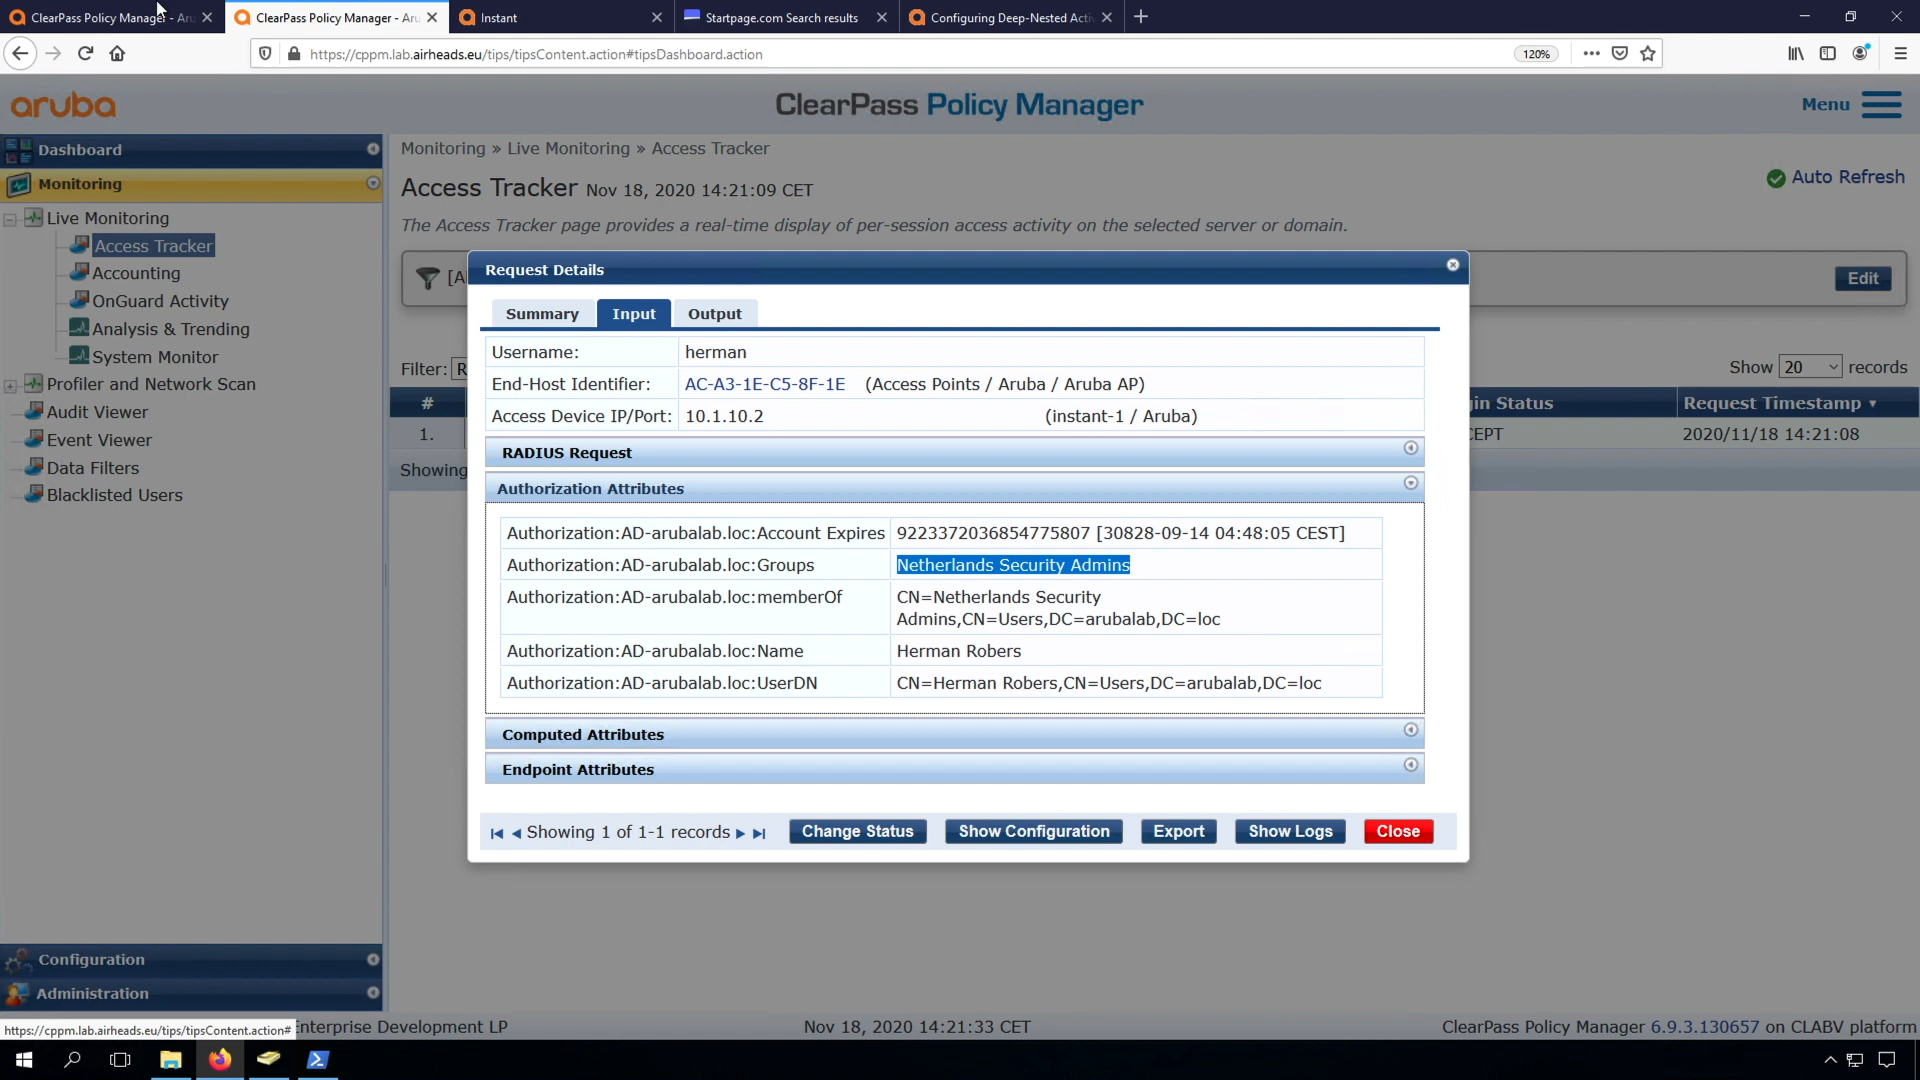 ClearPass Policy Manager - Aru
ClearPass Policy Manager - Aru
Instant
Startpage.com Search results
Configuring Deep-Nested Acti
https://cppm.lab.airheads.eu/tips/tipsContent.action#tipsDashboard.action
120%
aruba
ClearPass Policy Manager
Menu
Dashboard
Monitoring
Live Monitoring
Access Tracker
Accounting
OnGuard Activity
Analysis & Trending
System Monitor
Profiler and Network Scan
Audit Viewer
Event Viewer
Data Filters
Blacklisted Users
Configuration
Administration
Monitoring » Live Monitoring » Access Tracker
Access Tracker Nov 18, 2020 14:21:09 CET
Auto Refresh
The Access Tracker page provides a real-time display of per-session access activity on the selected server or domain.
[A
Edit
Filter: R
Show 20 records
#
in Status
Request Timestamp
1.
EPT
2020/11/18 14:21:08
Showing
Request Details
Summary
Input
Output
Username: herman
End-Host Identifier: AC-A3-1E-C5-8F-1E (Access Points / Aruba / Aruba AP)
Access Device IP/Port: 10.1.10.2 (instant-1 / Aruba)
RADIUS Request
Authorization Attributes
Authorization:AD-arubalab.loc:Account Expires 9223372036854775807 [30828-09-14 04:48:05 CEST]
Authorization:AD-arubalab.loc:Groups Netherlands Security Admins
Authorization:AD-arubalab.loc:memberOf CN=Netherlands Security
Admins,CN=Users,DC=arubalab,DC=loc
Authorization:AD-arubalab.loc:Name Herman Robers
Authorization:AD-arubalab.loc:UserDN CN=Herman Robers,CN=Users,DC=arubalab,DC=loc
Computed Attributes
Endpoint Attributes
Showing 1 of 1-1 records
Change Status
Show Configuration
Export
Show Logs
Close
https://cppm.lab.airheads.eu/tips/tipsContent.action#
Enterprise Development LP
Nov 18, 2020 14:21:33 CET
ClearPass Policy Manager 6.9.3.130657 on CLABV platform